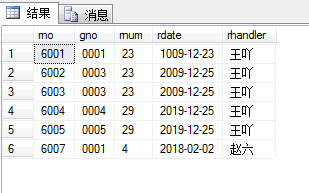 结果 消息
mo gno mum rdate rhandler
1 6001 0001 23 1009-12-23 王吖
2 6002 0003 23 2009-12-25 王吖
3 6003 0003 23 2009-12-25 王吖
4 6004 0004 29 2019-12-25 王吖
5 6005 0005 29 2019-12-25 王吖
6 6007 0001 4 2018-02-02 赵六